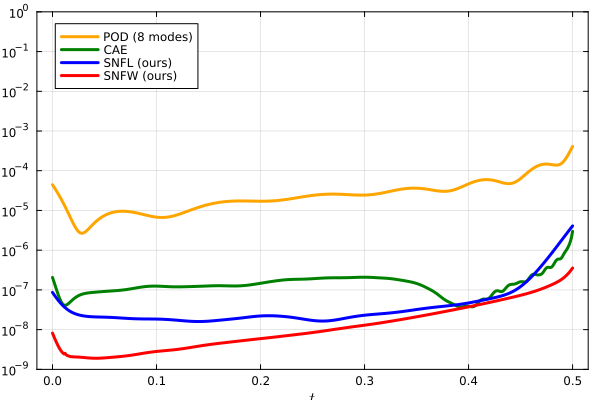 10⁰
10⁻¹
10⁻²
10⁻³
10⁻⁴
10⁻⁵
10⁻⁶
10⁻⁷
10⁻⁸
10⁻⁹
POD (8 modes)
CAE
SNFL (ours)
SNFW (ours)
0.0 0.1 0.2 0.3 0.4 0.5
t